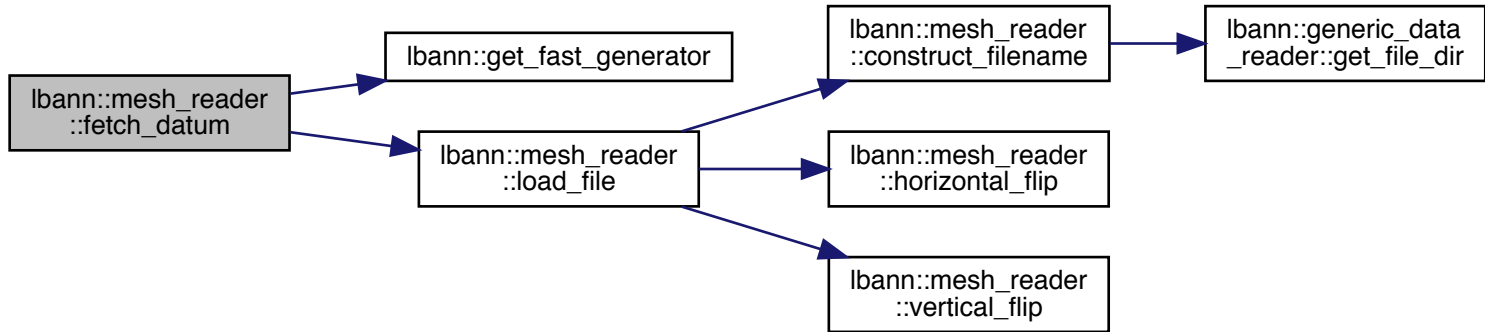 lbann::mesh_reader
::fetch_datum
lbann::get_fast_generator
lbann::mesh_reader
::load_file
lbann::mesh_reader
::construct_filename
lbann::mesh_reader
::horizontal_flip
lbann::mesh_reader
::vertical_flip
lbann::generic_data
_reader::get_file_dir